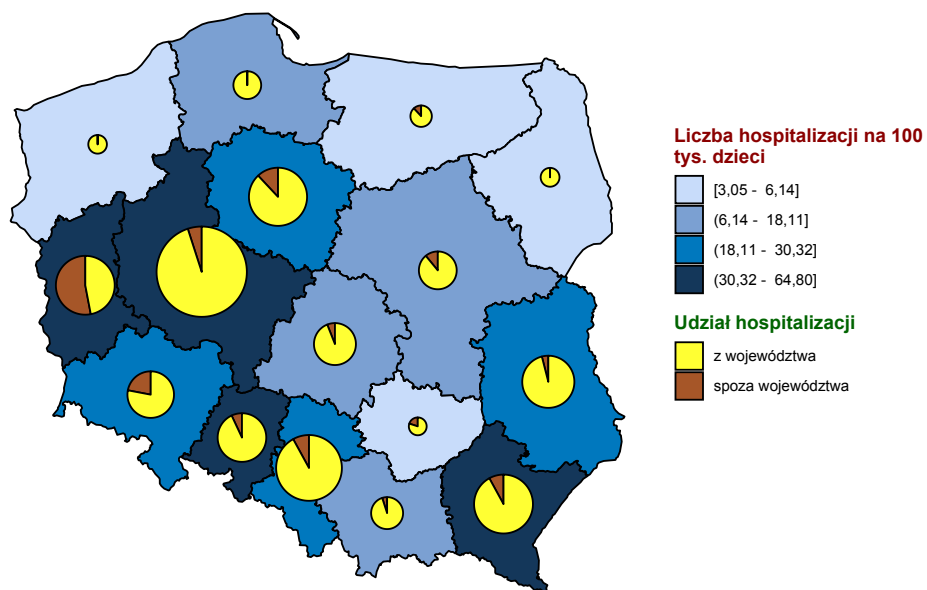 Liczba hospitalizacji na 100
tys. dzieci
[3,05 - 6,14]
(6,14 - 18,11]
(18,11 - 30,32]
(30,32 - 64,80]
Udział hospitalizacji
z województwa
spoza województwa